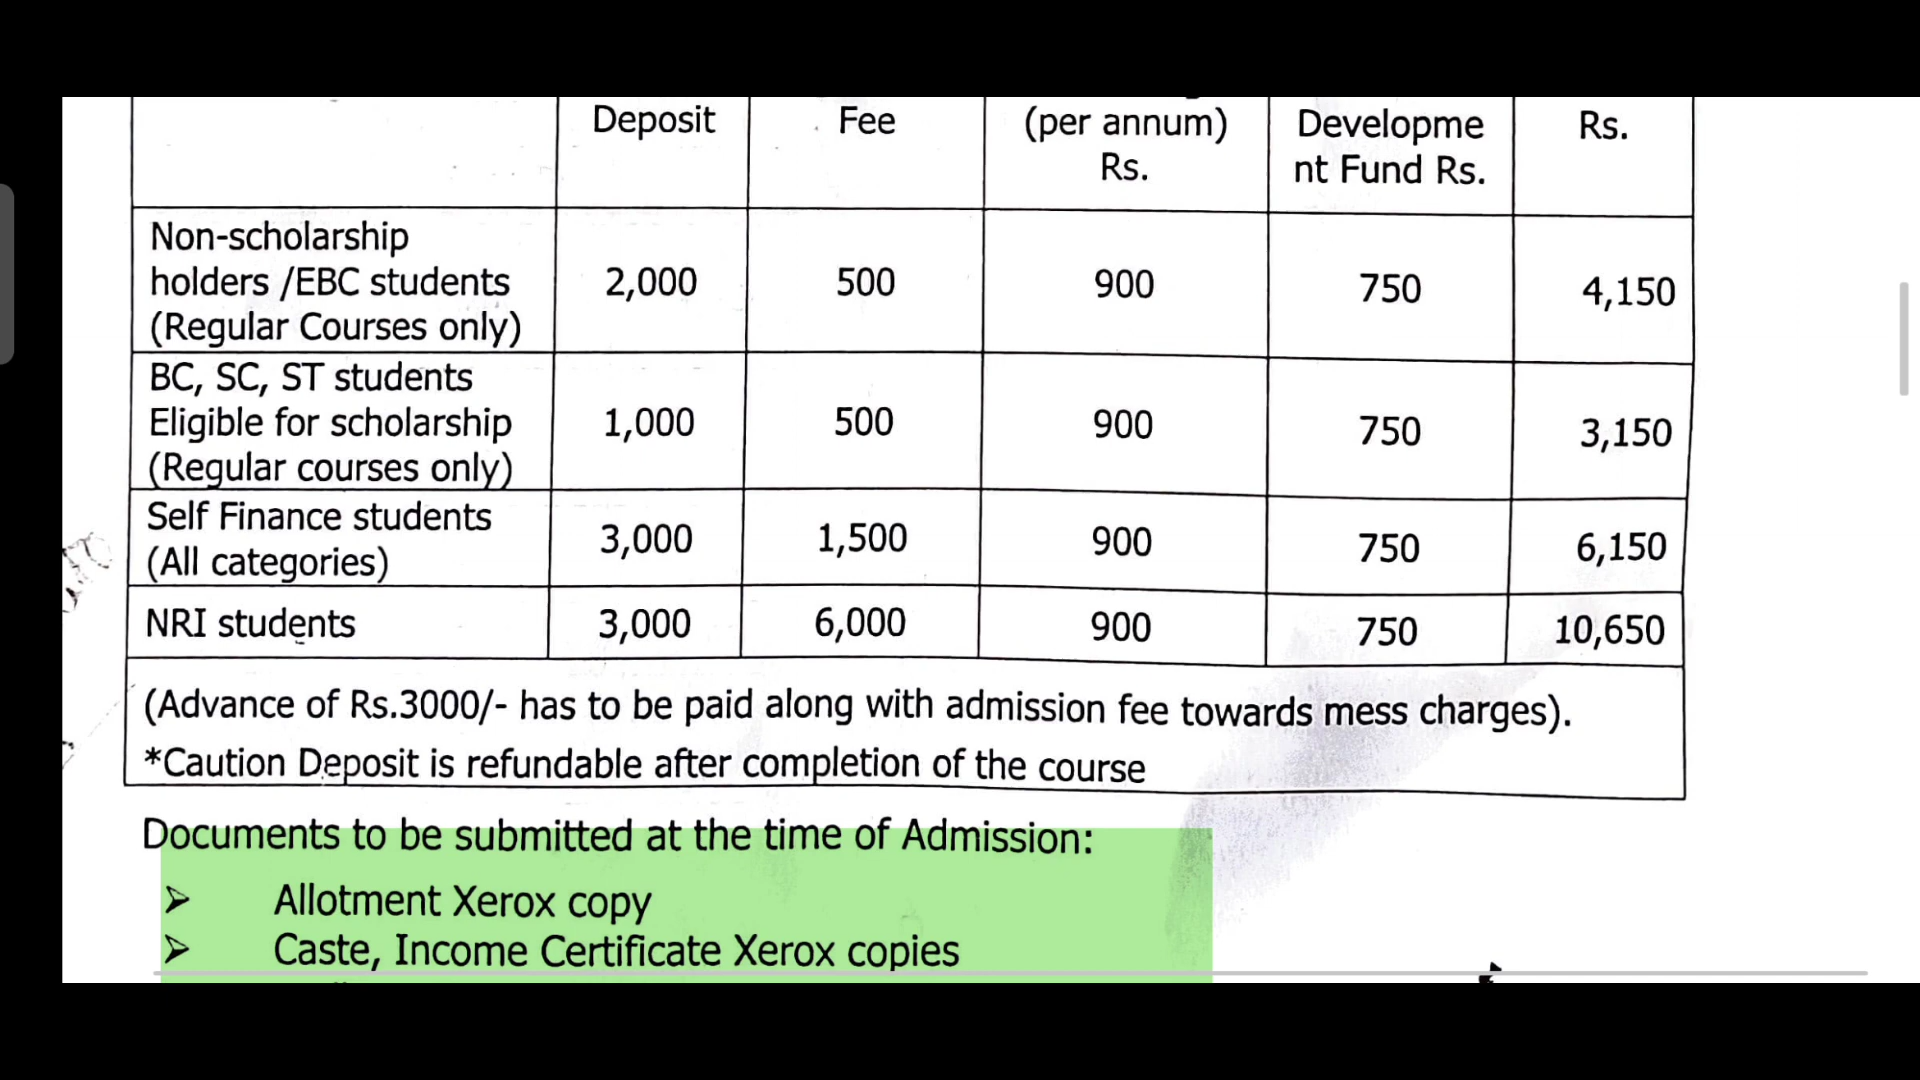 Deposit Fee (per annum) Developme Rs.
Rs. nt Fund Rs.
Non-scholarship
holders /EBC students 2,000 500 900 750 4,150
(Regular Courses only)
BC, SC, ST students
Eligible for scholarship 1,000 500 900 750 3,150
(Regular courses only)
Self Finance students
(All categories) 3,000 1,500 900 750 6,150
NRI students 3,000 6,000 900 750 10,650
(Advance of Rs.3000/- has to be paid along with admission fee towards mess charges).
*Caution Deposit is refundable after completion of the course
Documents to be submitted at the time of Admission:
➢ Allotment Xerox copy
➢ Caste, Income Certificate Xerox copies